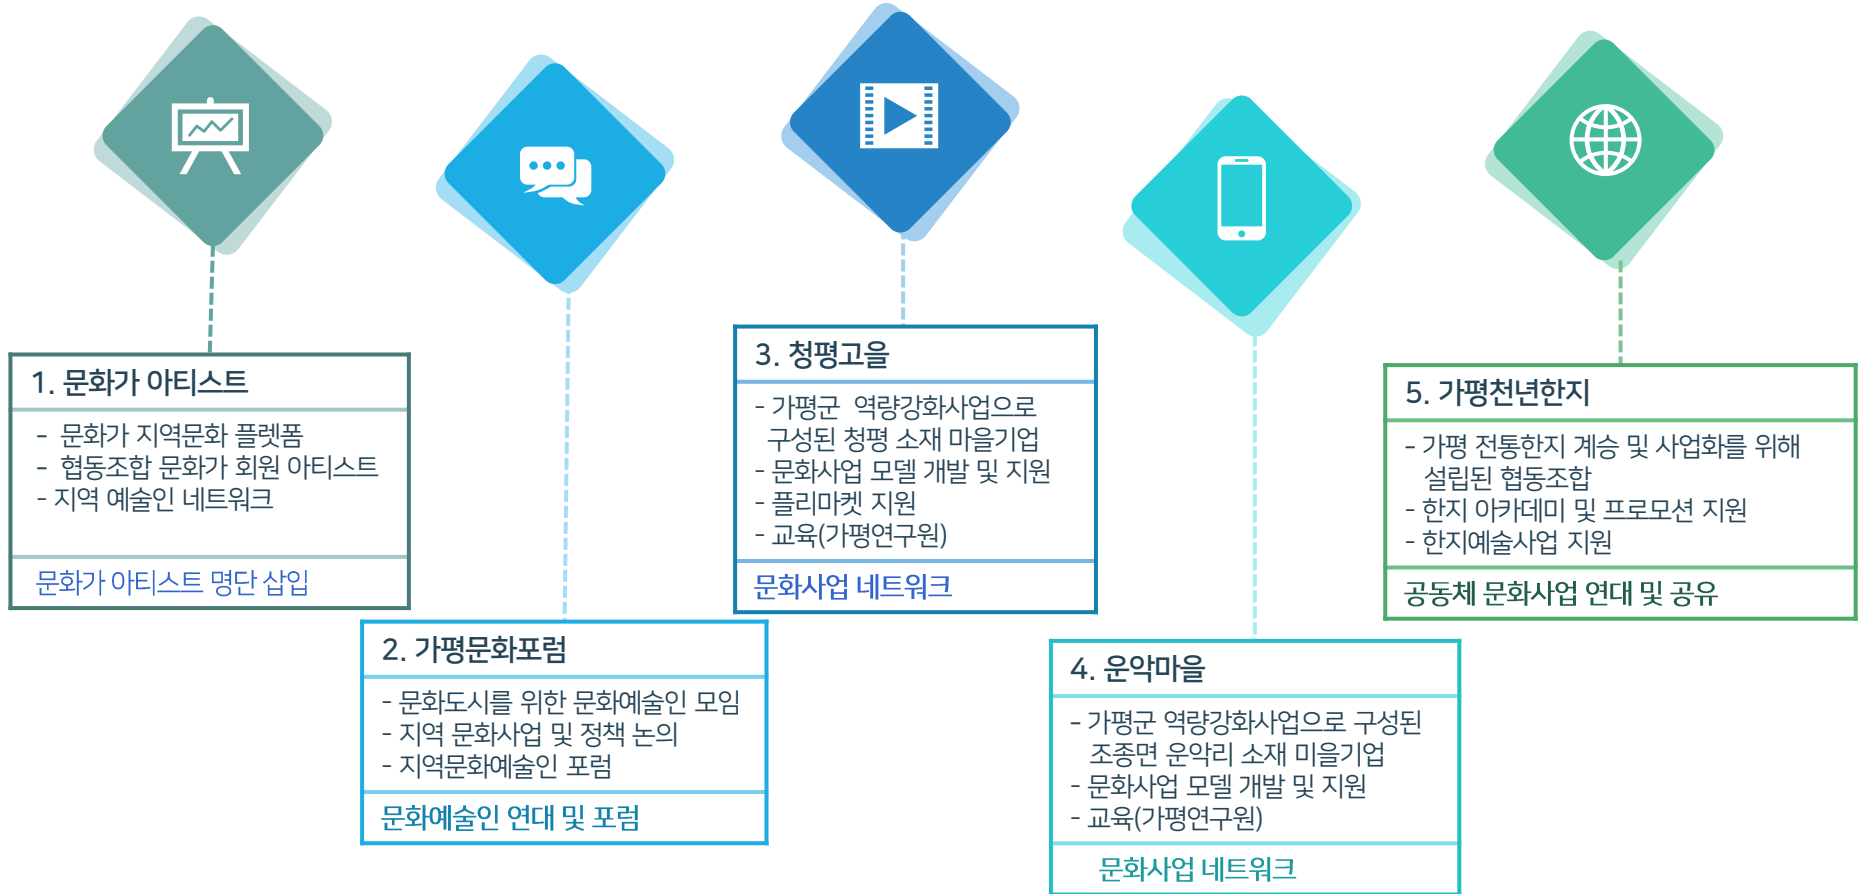 1. 문화가 아티스트
- 문화가 지역문화 플렛폼
- 협동조합 문화가 회원 아티스트
- 지역 예술인 네트워크
문화가 아티스트 명단 삽입
2. 가평문화포럼
- 문화도시를 위한 문화예술인 모임
- 지역 문화사업 및 정책 논의
- 지역문화예술인 포럼
문화예술인 연대 및 포럼
3. 청평고을
- 가평군 역량강화사업으로
구성된 청평 소재 마을기업
- 문화사업 모델 개발 및 지원
- 플리마켓 지원
- 교육(가평연구원)
문화사업 네트워크
4. 운악마을
- 가평군 역량강화사업으로 구성된
조종면 운악리 소재 미을기업
- 문화사업 모델 개발 및 지원
- 교육(가평연구원)
문화사업 네트워크
5. 가평천년한지
- 가평 전통한지 계승 및 사업화를 위해
설립된 협동조합
- 한지 아카데미 및 프로모션 지원
- 한지예술사업 지원
공동체 문화사업 연대 및 공유